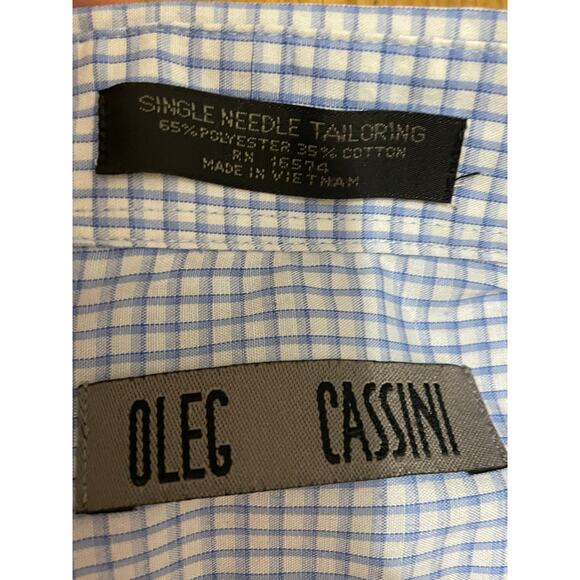 SINGLE NEEDLE TAILORING
65% POLYESTER 35% COTTON
RN 16574
MADE IN VIETNAM
OLEG CASSINI